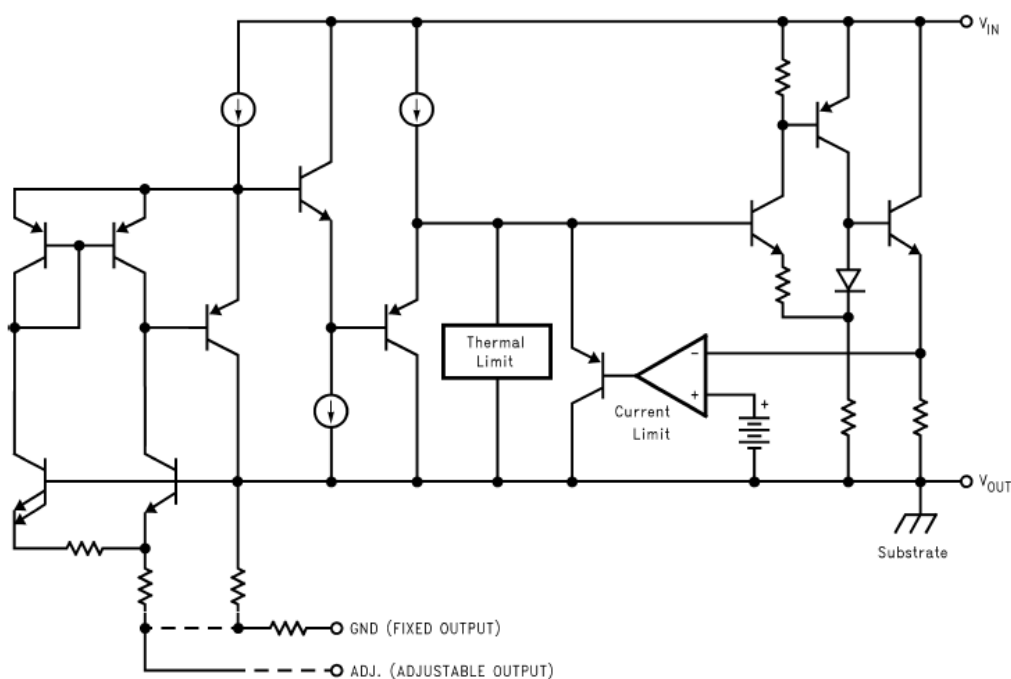 VIN
Thermal
Limit
-
+
+
Current
Limit
VOUT
Substrate
GND (FIXED OUTPUT)
ADJ. (ADJUSTABLE OUTPUT)